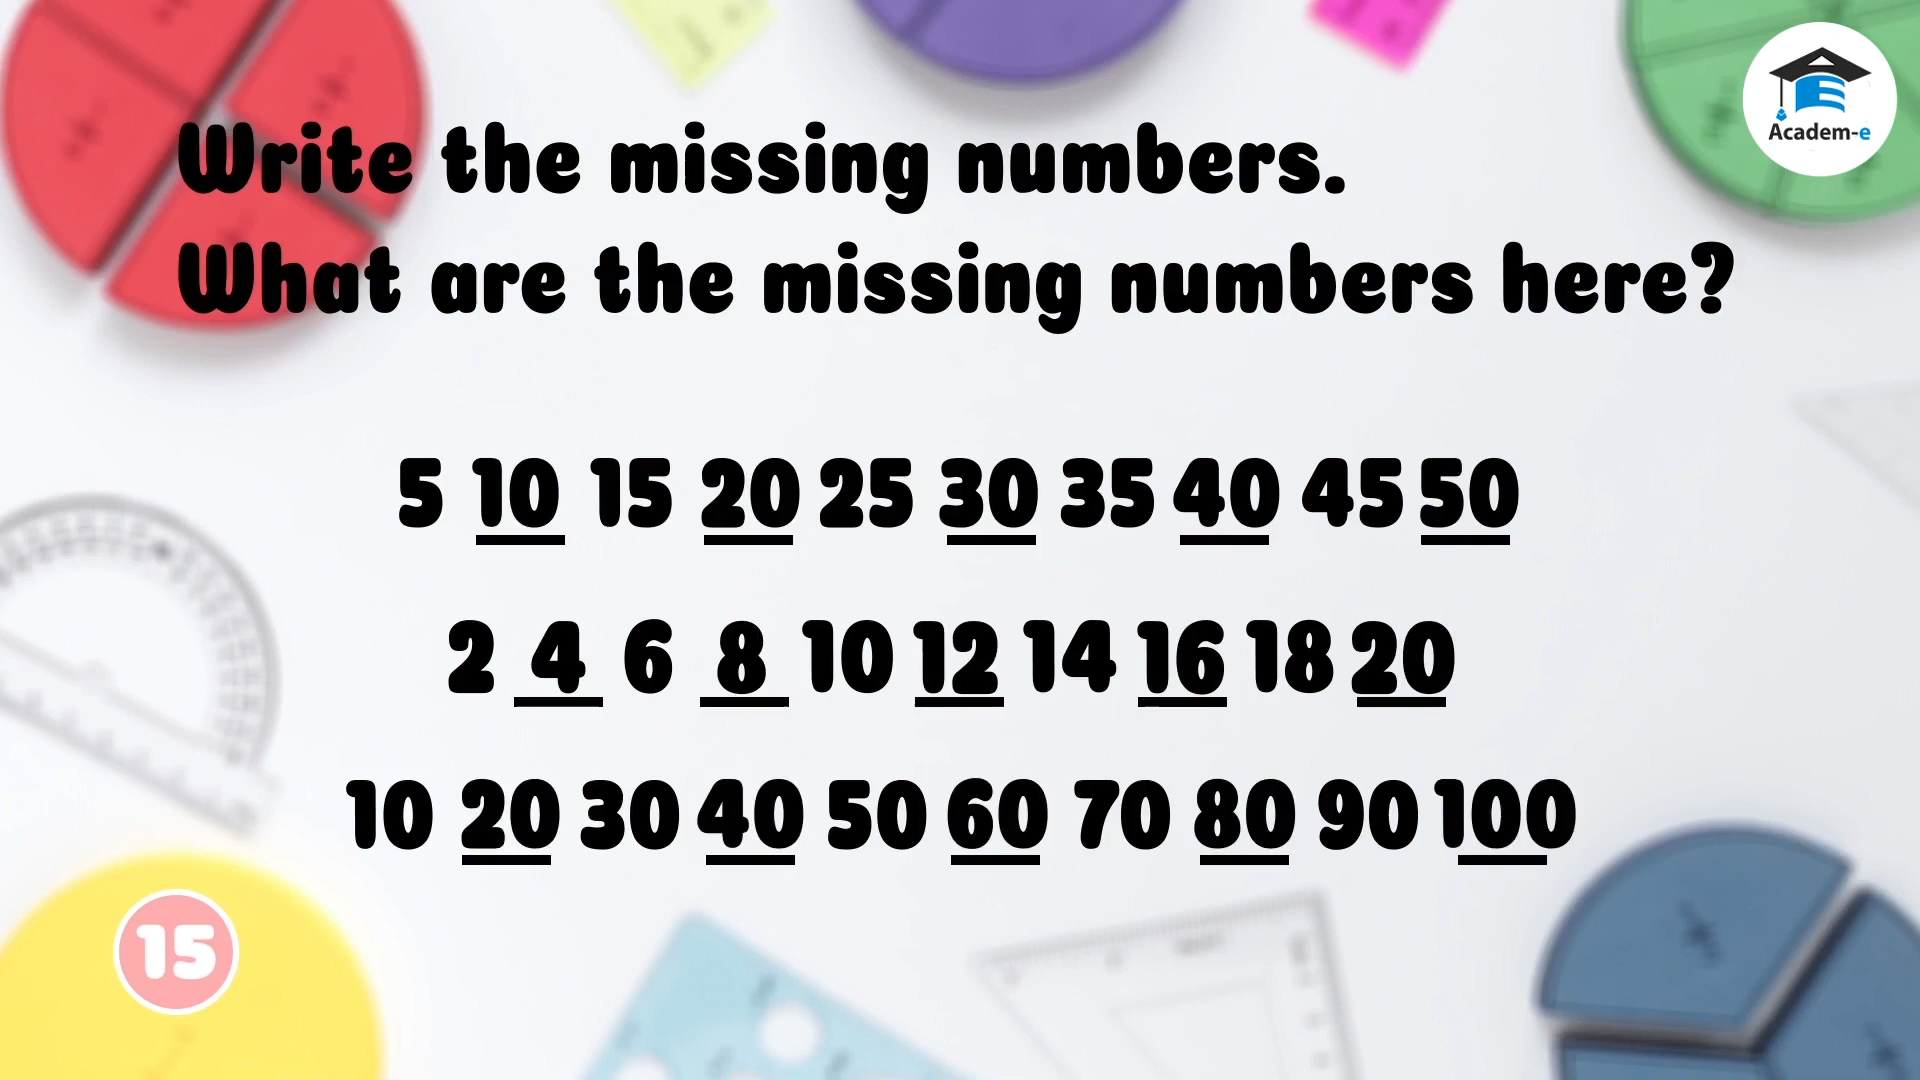 Academ-e
Write the missing numbers.
What are the missing numbers here?
5 10 15 20 25 30 35 40 45 50
2 4 6 8 10 12 14 16 18 20
10 20 30 40 50 60 70 80 90 100
15